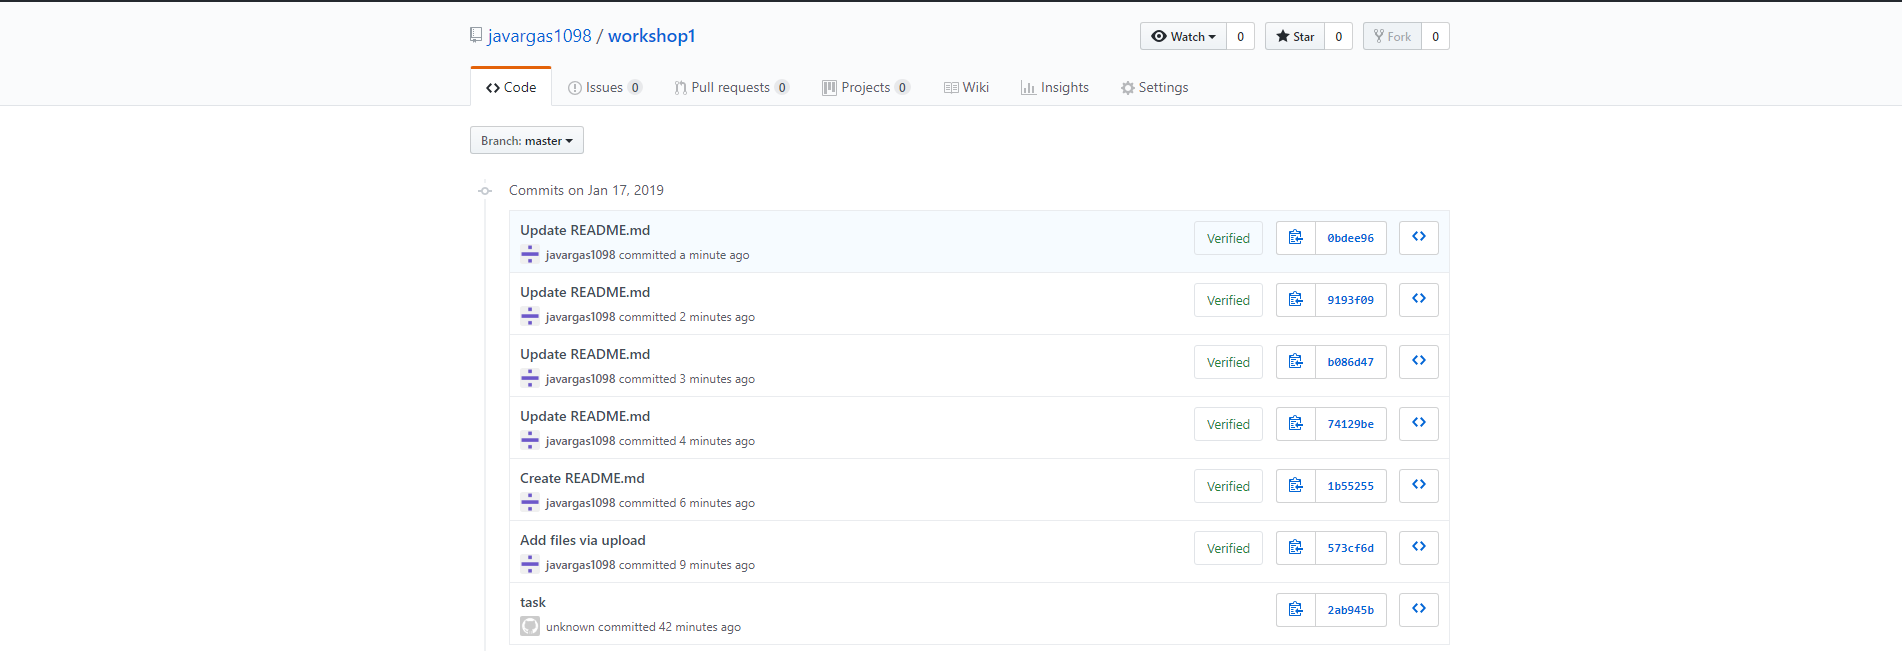 javargas1098 / workshop1
Watch 0 Star 0 Fork 0
Code Issues 0 Pull requests 0 Projects 0 Wiki Insights Settings
Branch: master
Commits on Jan 17, 2019
Update README.md
javargas1098 committed a minute ago
Verified 0bdee96
Update README.md
javargas1098 committed 2 minutes ago
Verified 9193f09
Update README.md
javargas1098 committed 3 minutes ago
Verified b086d47
Update README.md
javargas1098 committed 4 minutes ago
Verified 74129be
Create README.md
javargas1098 committed 6 minutes ago
Verified 1b55255
Add files via upload
javargas1098 committed 9 minutes ago
Verified 573cf6d
task
unknown committed 42 minutes ago
2ab945b